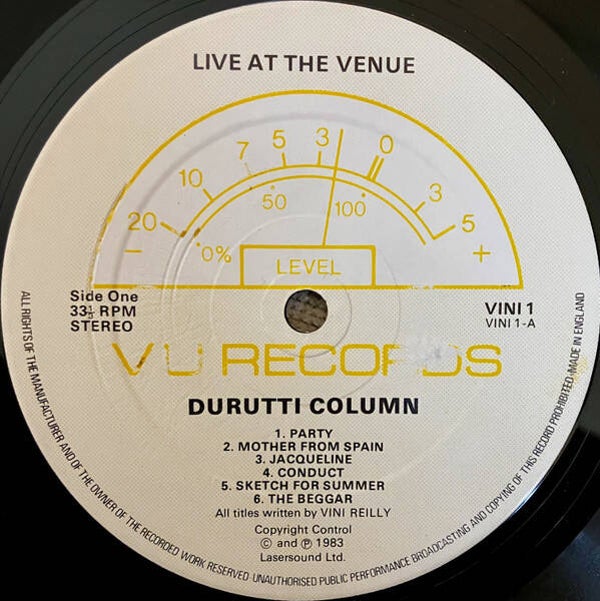 LIVE AT THE VENUE
20 10 7 5 3 0 3 5
- 0% 50 100 +
LEVEL
Side One
33⅓ RPM
STEREO
VINI 1
VINI 1-A
VU RECORDS
DURUTTI COLUMN
1. PARTY
2. MOTHER FROM SPAIN
3. JACQUELINE
4. CONDUCT
5. SKETCH FOR SUMMER
6. THE BEGGAR
All titles written by VINI REILLY
Copyright Control
© and ℗ 1983
Lasersound Ltd.
ALL RIGHTS OF THE MANUFACTURER AND OF THE OWNER OF THE RECORDED WORK RESERVED. UNAUTHORISED PUBLIC PERFORMANCE BROADCASTING AND COPYING OF THIS RECORD PROHIBITED. MADE IN ENGLAND